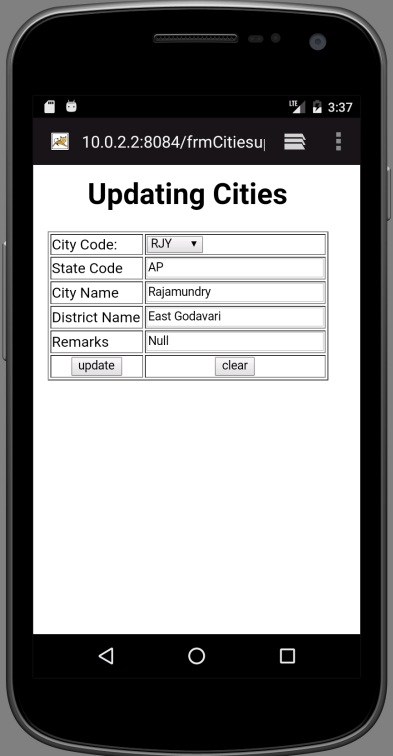 LTE 3:37
10.0.2.2:8084/frmCitiesu
Updating Cities
City Code: RJY
State Code AP
City Name Rajamundry
District Name East Godavari
Remarks Null
update clear